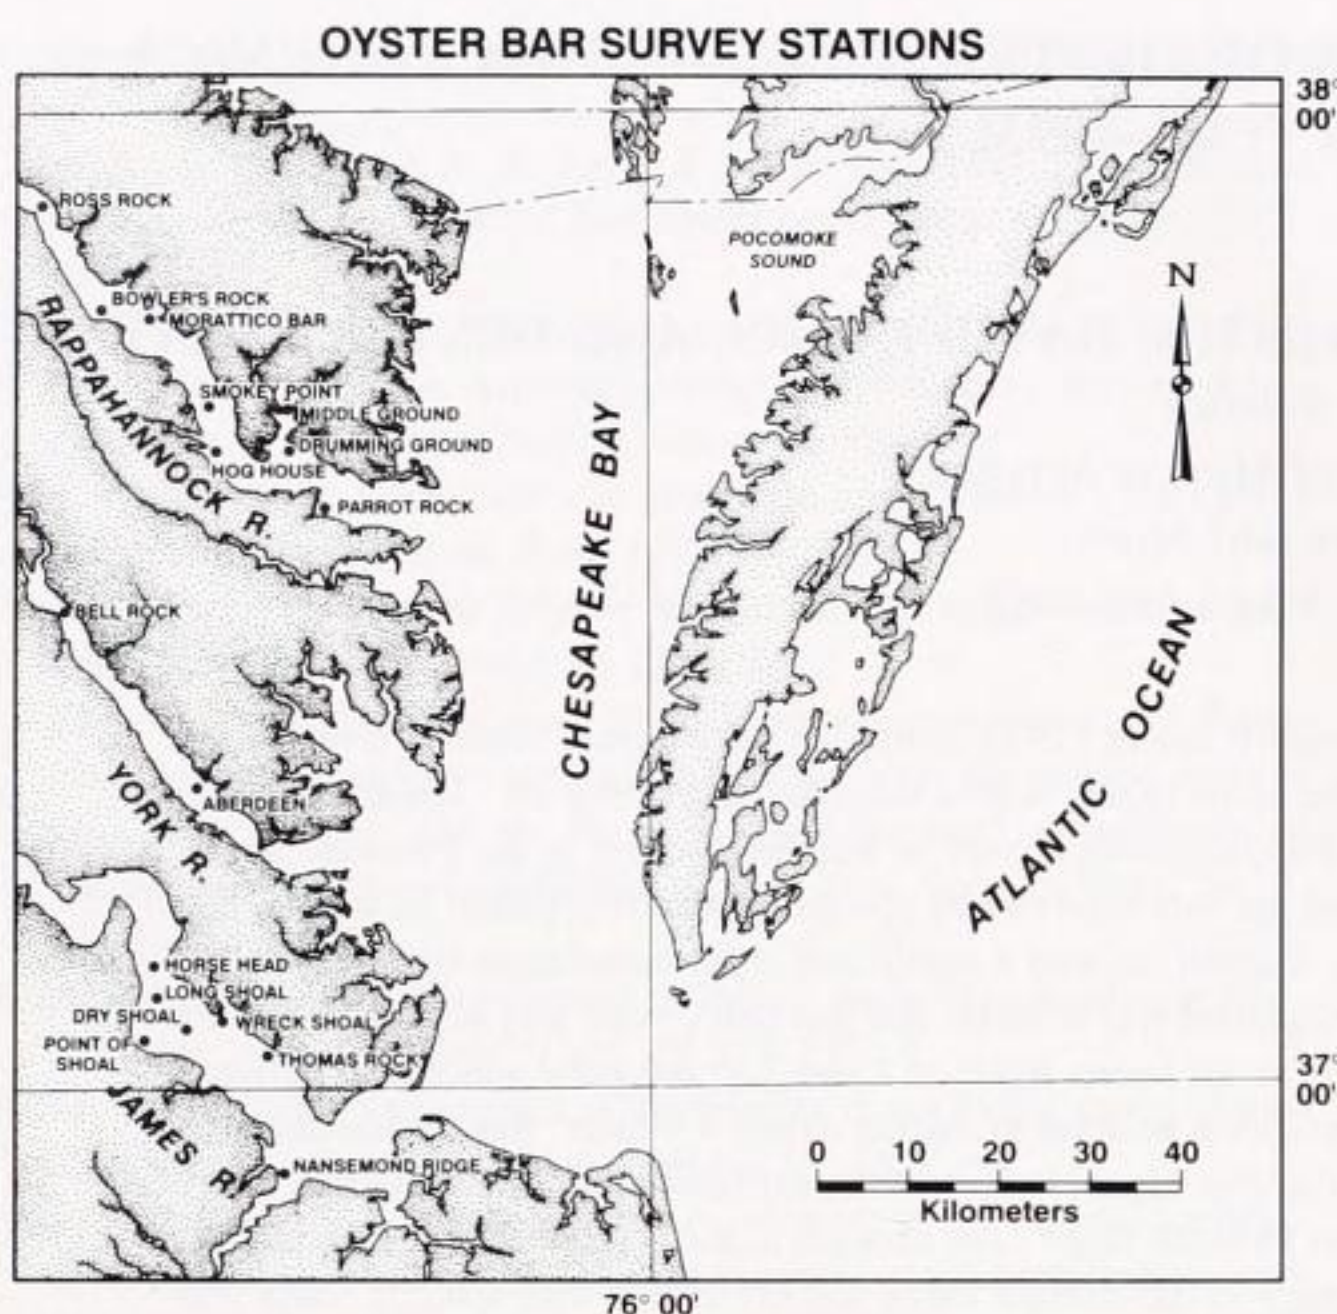 OYSTER BAR SURVEY STATIONS
38°
00'
ROSS ROCK
POCOMOKE
SOUND
N
BOWLER'S ROCK
MORATTICO BAR
RAPPAHANNOCK R.
SMOKEY POINT
MIDDLE GROUND
DRUMMING GROUND
HOG HOUSE
PARROT ROCK
CHESAPEAKE BAY
BELL ROCK
ATLANTIC OCEAN
YORK R.
ABERDEEN
HORSE HEAD
LONG SHOAL
DRY SHOAL
WRECK SHOAL
POINT OF
SHOAL
THOMAS ROCK
37°
00'
JAMES R.
NANSEMOND RIDGE
0 10 20 30 40
Kilometers
76° 00'